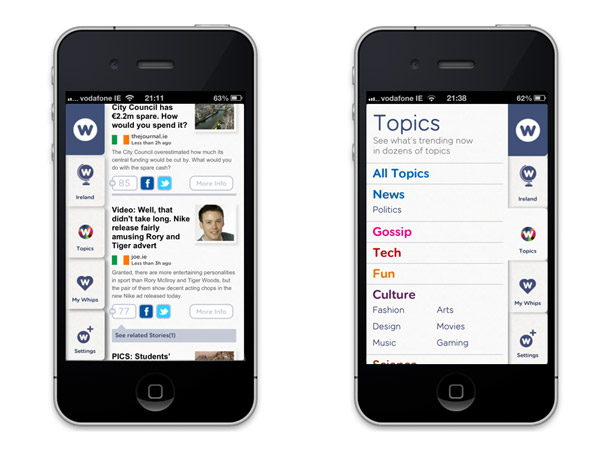 vodafone IE 21:11 63%
City Council has
€2.2m spare. How
would you spend it?
thejournal.ie
Less than 2h ago
The City Council overestimated how much its
central funding would be cut by. What would you
do with the spare cash?
85 f More Info
Video: Well, that
didn't take long. Nike
release fairly
amusing Rory and
Tiger advert
joe.ie
Less than 3h ago
Granted, there are more entertaining personalities
in sport than Rory McIlroy and Tiger Woods, but
the pair of them show decent acting chops in the
new Nike ad released today.
77 f More Info
See related Stories(1)
PICS: Students'
w
Ireland
Topics
w
My Whips
w
Settings
vodafone IE 21:38 62%
Topics
See what's trending now
in dozens of topics
All Topics
News
Politics
Gossip
Tech
Fun
Culture
Fashion Arts
Design Movies
Music Gaming
Science
w
Ireland
Topics
w
My Whips
w
Settings